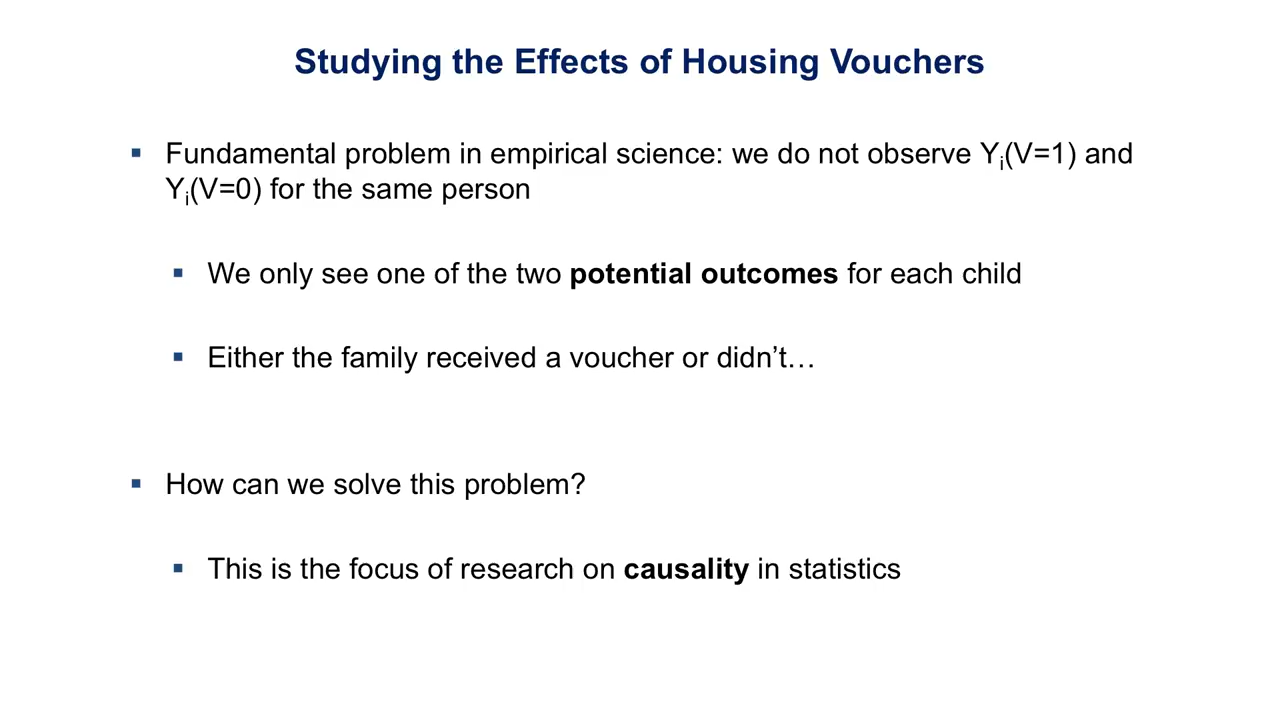 Studying the Effects of Housing Vouchers
▪ Fundamental problem in empirical science: we do not observe Yi(V=1) and
Yi(V=0) for the same person
▪ We only see one of the two potential outcomes for each child
▪ Either the family received a voucher or didn’t…
▪ How can we solve this problem?
▪ This is the focus of research on causality in statistics